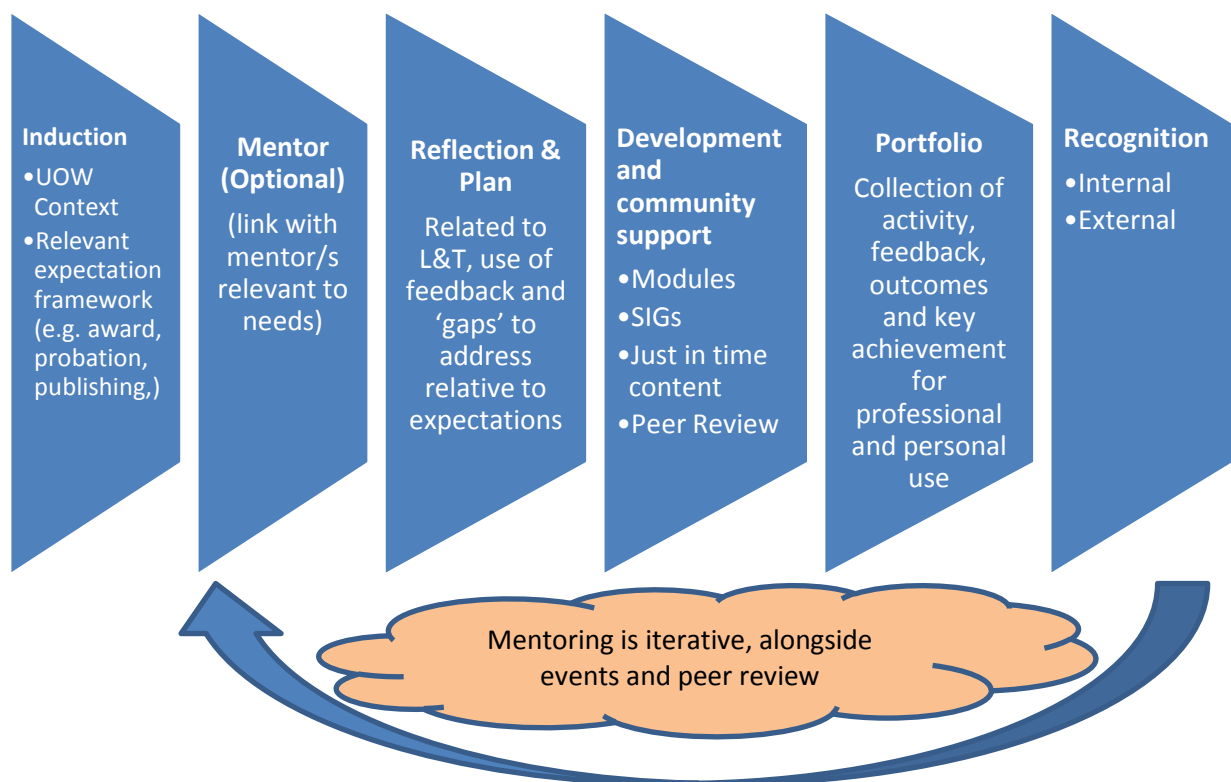 Induction
•UOW
Context
•Relevant
expectation
framework
(e.g. award,
probation,
publishing,)
Mentor
(Optional)
(link with
mentor/s
relevant to
needs)
Reflection &
Plan
Related to
L&T, use of
feedback and
‘gaps’ to
address
relative to
expectations
Development
and
community
support
•Modules
•SIGs
•Just in time
content
•Peer Review
Portfolio
Collection of
activity,
feedback,
outcomes
and key
achievement
for
professional
and personal
use
Recognition
•Internal
•External
Mentoring is iterative, alongside
events and peer review